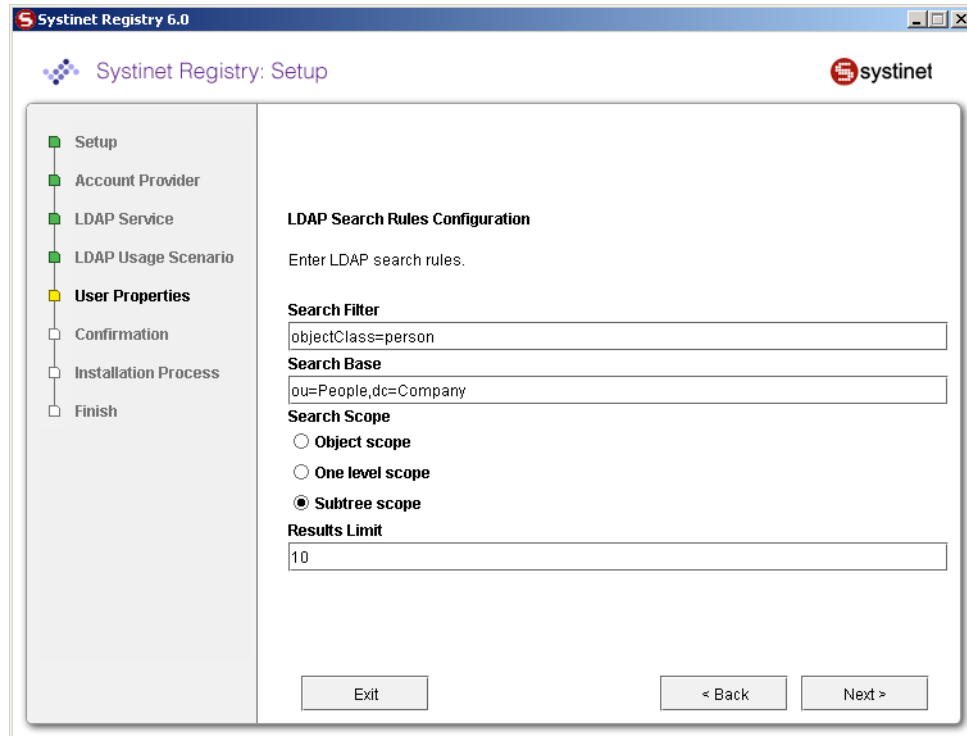 Systinet Registry 6.0
Systinet Registry: Setup
systinet
Setup
Account Provider
LDAP Service
LDAP Usage Scenario
User Properties
Confirmation
Installation Process
Finish
LDAP Search Rules Configuration
Enter LDAP search rules.
Search Filter
objectClass=person
Search Base
ou=People,dc=Company
Search Scope
Object scope
One level scope
Subtree scope
Results Limit
10
Exit
< Back
Next >